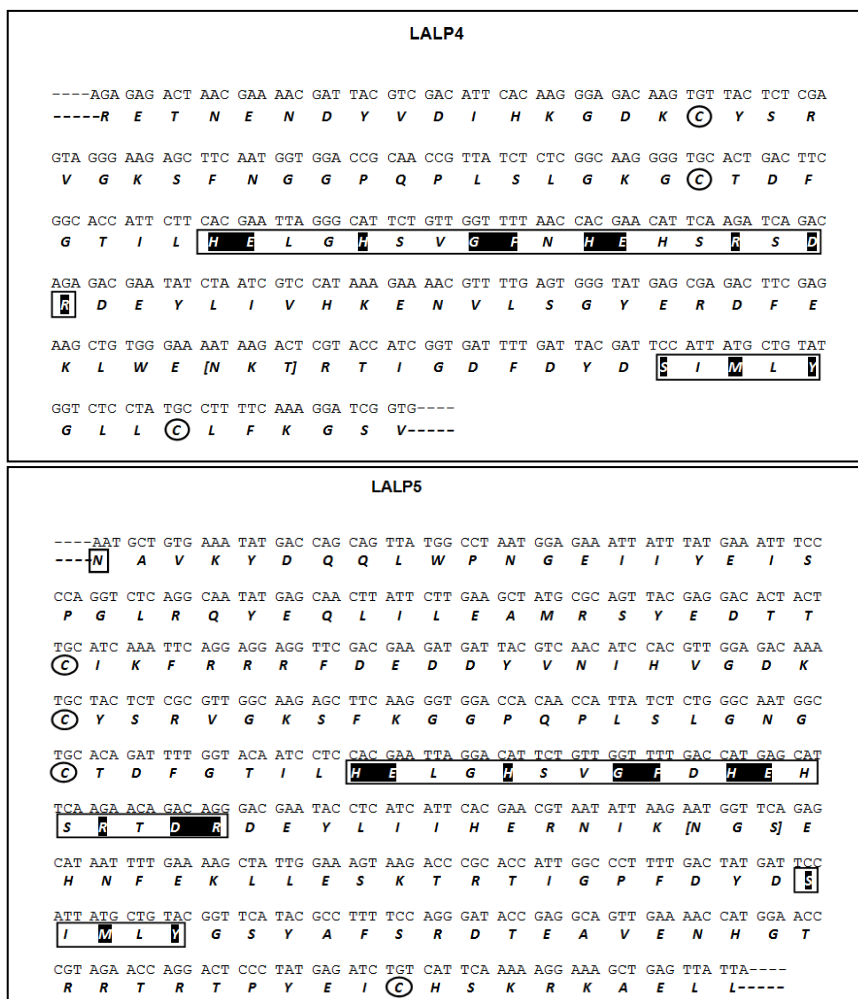 LALP4
----AGA GAG ACT AAC GAA AAC GAT TAC GTC GAC ATT CAC AAG GGA GAC AAG TGT TAC TCT CGA
-----R E T N E N D Y V D I H K G D K C Y S R
GTA GGG AAG AGC TTC AAT GGT GGA CCG CAA CCG TTA TCT CTC GGC AAG GGG TGC ACT GAC TTC
V G K S F N G G P Q P L S L G K G C T D F
GGC ACC ATT CTT CAC GAA TTA GGG CAT TCT GTT GGT TTT AAC CAC GAA CAT TCA AGA TCA GAC
G T I L H E L G H S V G F N H E H S R S D
AGA GAC GAA TAT CTA ATC GTC CAT AAA GAA AAC GTT TTG AGT GGG TAT GAG CGA GAC TTC GAG
R D E Y L I V H K E N V L S G Y E R D F E
AAG CTG TGG GAA AAT AAG ACT CGT ACC ATC GGT GAT TTT GAT TAC GAT TCC ATT ATG CTG TAT
K L W E [N K T] R T I G D F D Y D S I M L Y
GGT CTC CTA TGC CTT TTC AAA GGA TCG GTG----
G L L C L F K G S V-----
LALP5
----AAT GCT GTG AAA TAT GAC CAG CAG TTA TGG CCT AAT GGA GAA ATT ATT TAT GAA ATT TCC
----N A V K Y D Q Q L W P N G E I I Y E I S
CCA GGT CTC AGG CAA TAT GAG CAA CTT ATT CTT GAA GCT ATG CGC AGT TAC GAG GAC ACT ACT
P G L R Q Y E Q L I L E A M R S Y E D T T
TGC ATC AAA TTC AGG AGG AGG TTC GAC GAA GAT GAT TAC GTC AAC ATC CAC GTT GGA GAC AAA
C I K F R R R F D E D D Y V N I H V G D K
TGC TAC TCT CGC GTT GGC AAG AGC TTC AAG GGT GGA CCA CAA CCA TTA TCT CTG GGC AAT GGC
C Y S R V G K S F K G G P Q P L S L G N G
TGC ACA GAT TTT GGT ACA ATC CTC CAC GAA TTA GGA CAT TCT GTT GGT TTT GAC CAT GAG CAT
C T D F G T I L H E L G H S V G F D H E H
TCA AGA ACA GAC AGG GAC GAA TAC CTC ATC ATT CAC GAA CGT AAT ATT AAG AAT GGT TCA GAG
S R T D R D E Y L I I H E R N I K [N G S] E
CAT AAT TTT GAA AAG CTA TTG GAA AGT AAG ACC CGC ACC ATT GGC CCT TTT GAC TAT GAT TCC
H N F E K L L E S K T R T I G P F D Y D S
ATT ATG CTG TAC GGT TCA TAC GCC TTT TCC AGG GAT ACC GAG GCA GTT GAA AAC CAT GGA ACC
I M L Y G S Y A F S R D T E A V E N H G T
CGT AGA ACC AGG ACT CCC TAT GAG ATC TGT CAT TCA AAA AGG AAA GCT GAG TTA TTA----
R R T R T P Y E I C H S K R K A E L L-----